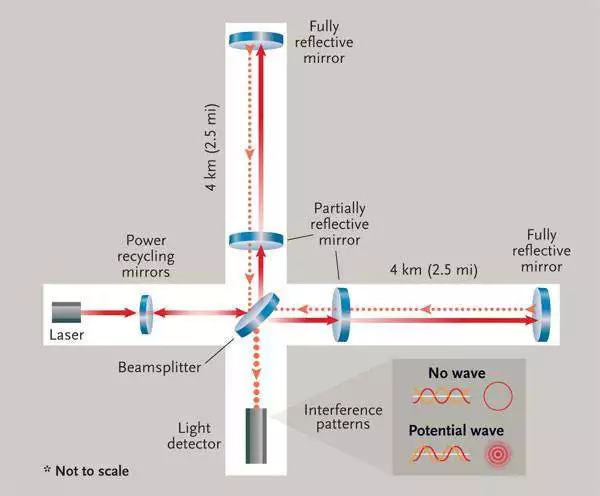 Fully
reflective
mirror
4 km (2.5 mi)
Partially
reflective
mirror
Fully
reflective
mirror
Power
recycling
mirrors
4 km (2.5 mi)
Laser
Beamsplitter
Light
detector
Interference
patterns
No wave
Potential wave
* Not to scale